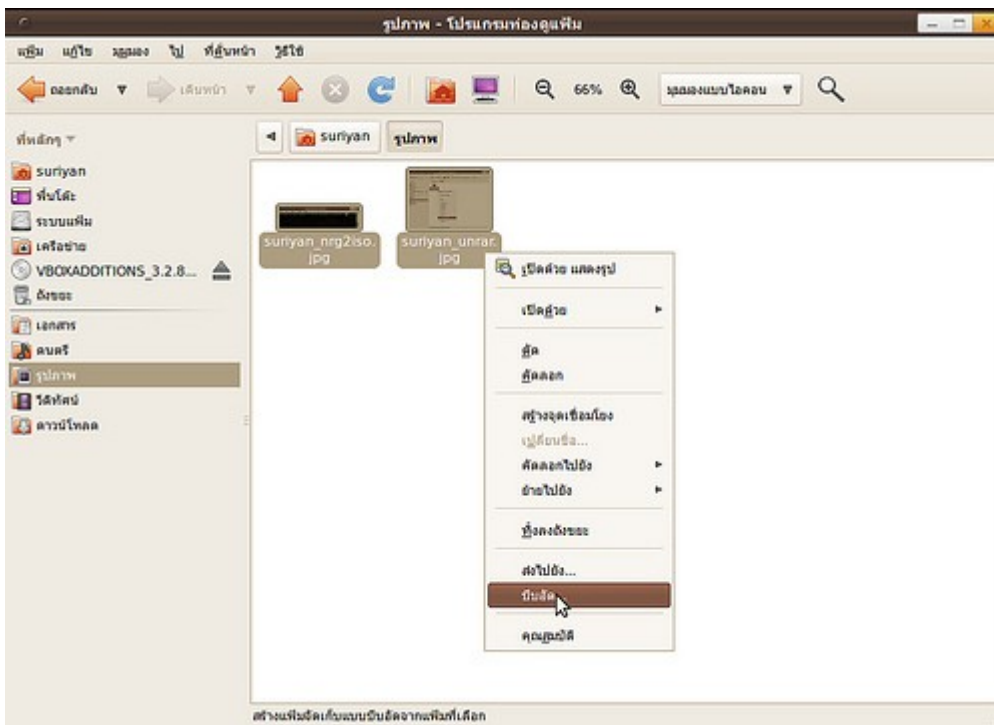 รูปภาพ - โปรแกรมท่องดูแฟ้ม
แฟ้ม แก้ไข มุมมอง ไป ที่คั่นหน้า วิธีใช้
ถอยกลับ เดินหน้า 66% มุมมองแบบไอคอน
ที่หลักๆ suriyan รูปภาพ
suriyan
พื้นโต๊ะ
ระบบแฟ้ม
เครือข่าย
VBOXADDITIONS_3.2.8...
ถังขยะ
เอกสาร
ดนตรี
รูปภาพ
วีดิทัศน์
ดาวน์โหลด
suriyan_nrg2iso.
jpg
suriyan_unrar.
jpg
เปิดด้วย แสดงรูป
เปิดด้วย
ตัด
คัดลอก
สร้างจุดเชื่อมโยง
เปลี่ยนชื่อ...
คัดลอกไปยัง
ย้ายไปยัง
ทิ้งลงถังขยะ
ส่งไปยัง...
บีบอัด
คุณสมบัติ
สร้างแฟ้มจัดเก็บแบบบีบอัดจากแฟ้มที่เลือก